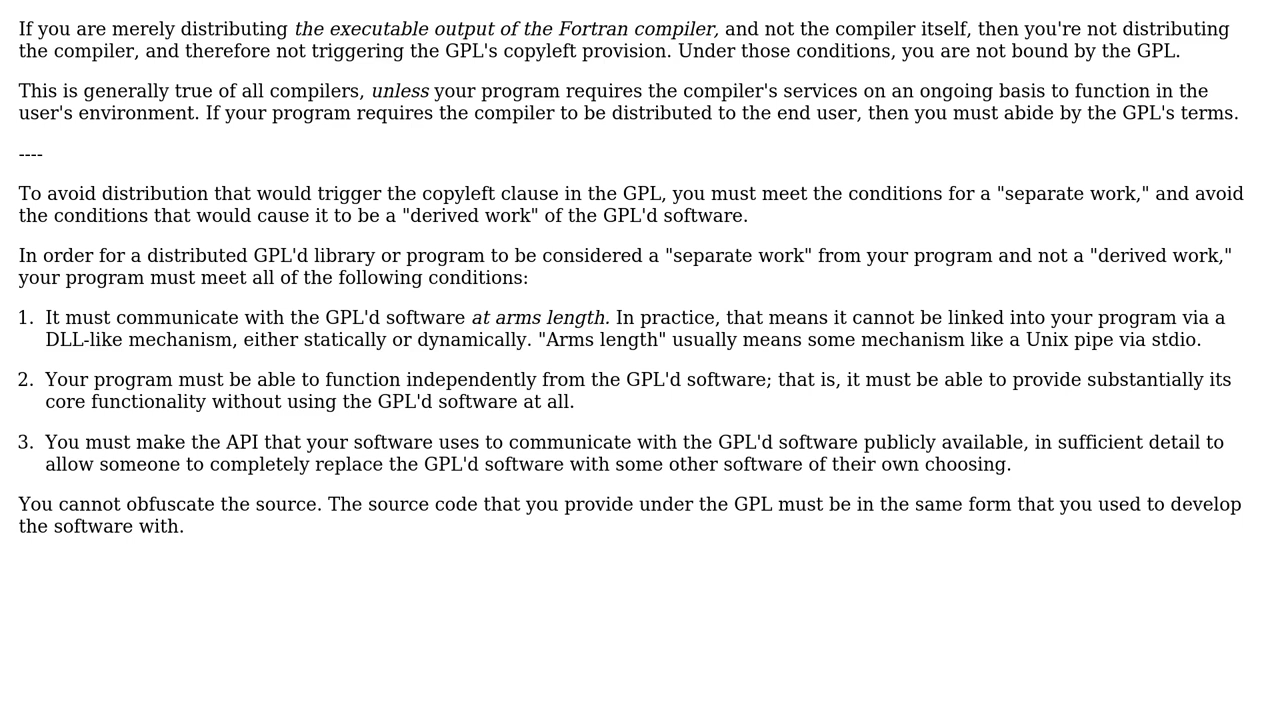 If you are merely distributing the executable output of the Fortran compiler, and not the compiler itself, then you're not distributing
the compiler, and therefore not triggering the GPL's copyleft provision. Under those conditions, you are not bound by the GPL.
This is generally true of all compilers, unless your program requires the compiler's services on an ongoing basis to function in the
user's environment. If your program requires the compiler to be distributed to the end user, then you must abide by the GPL's terms.
----
To avoid distribution that would trigger the copyleft clause in the GPL, you must meet the conditions for a "separate work," and avoid
the conditions that would cause it to be a "derived work" of the GPL'd software.
In order for a distributed GPL'd library or program to be considered a "separate work" from your program and not a "derived work,"
your program must meet all of the following conditions:
1. It must communicate with the GPL'd software at arms length. In practice, that means it cannot be linked into your program via a
DLL-like mechanism, either statically or dynamically. "Arms length" usually means some mechanism like a Unix pipe via stdio.
2. Your program must be able to function independently from the GPL'd software; that is, it must be able to provide substantially its
core functionality without using the GPL'd software at all.
3. You must make the API that your software uses to communicate with the GPL'd software publicly available, in sufficient detail to
allow someone to completely replace the GPL'd software with some other software of their own choosing.
You cannot obfuscate the source. The source code that you provide under the GPL must be in the same form that you used to develop
the software with.